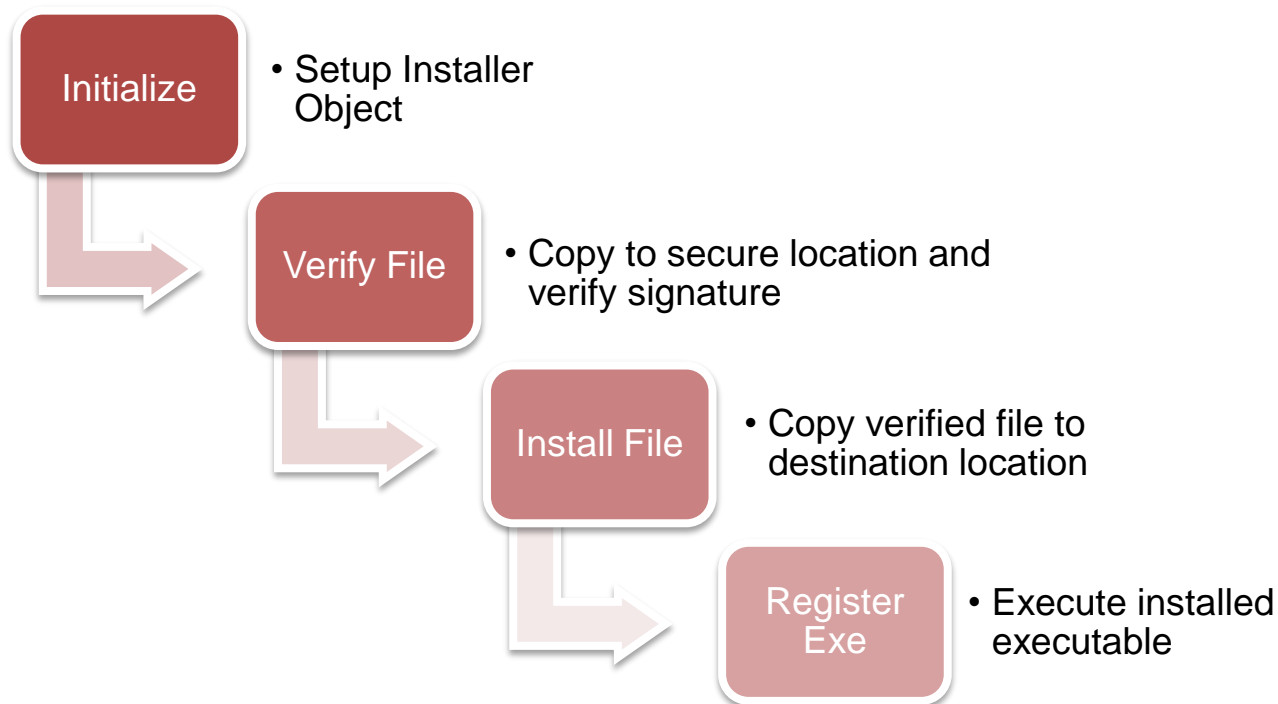 Initialize
• Setup Installer
Object
Verify File
• Copy to secure location and
verify signature
Install File
• Copy verified file to
destination location
Register
Exe
• Execute installed
executable